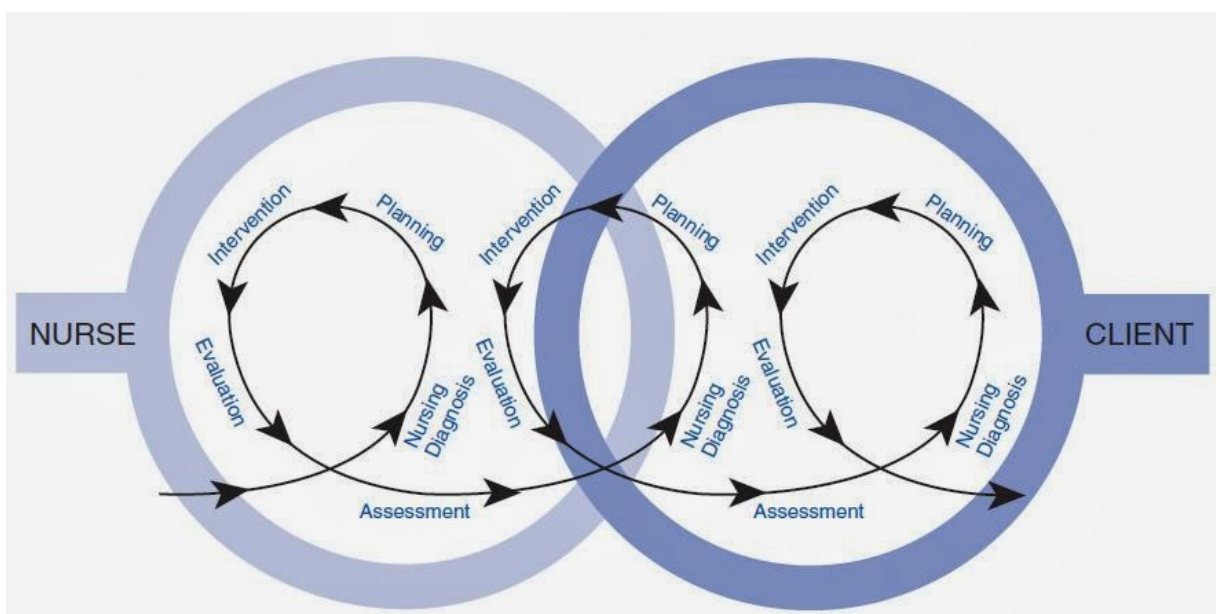 Intervention
Planning
Intervention
Planning
Intervention
Planning
NURSE
CLIENT
Evaluation
Nursing
Diagnosis
Evaluation
Nursing
Diagnosis
Evaluation
Nursing
Diagnosis
Assessment
Assessment